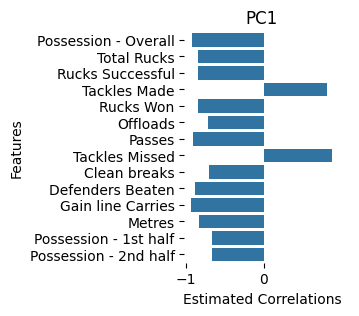 PC1
Possession - Overall
Total Rucks
Rucks Successful
Tackles Made
Rucks Won
Offloads
Passes
Tackles Missed
Clean breaks
Defenders Beaten
Gain line Carries
Metres
Possession - 1st half
Possession - 2nd half
Features
−1 0
Estimated Correlations